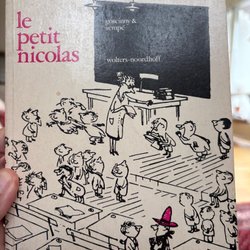 le
petit
nicolas
goscinny &
sempé
wolters-noordhoff